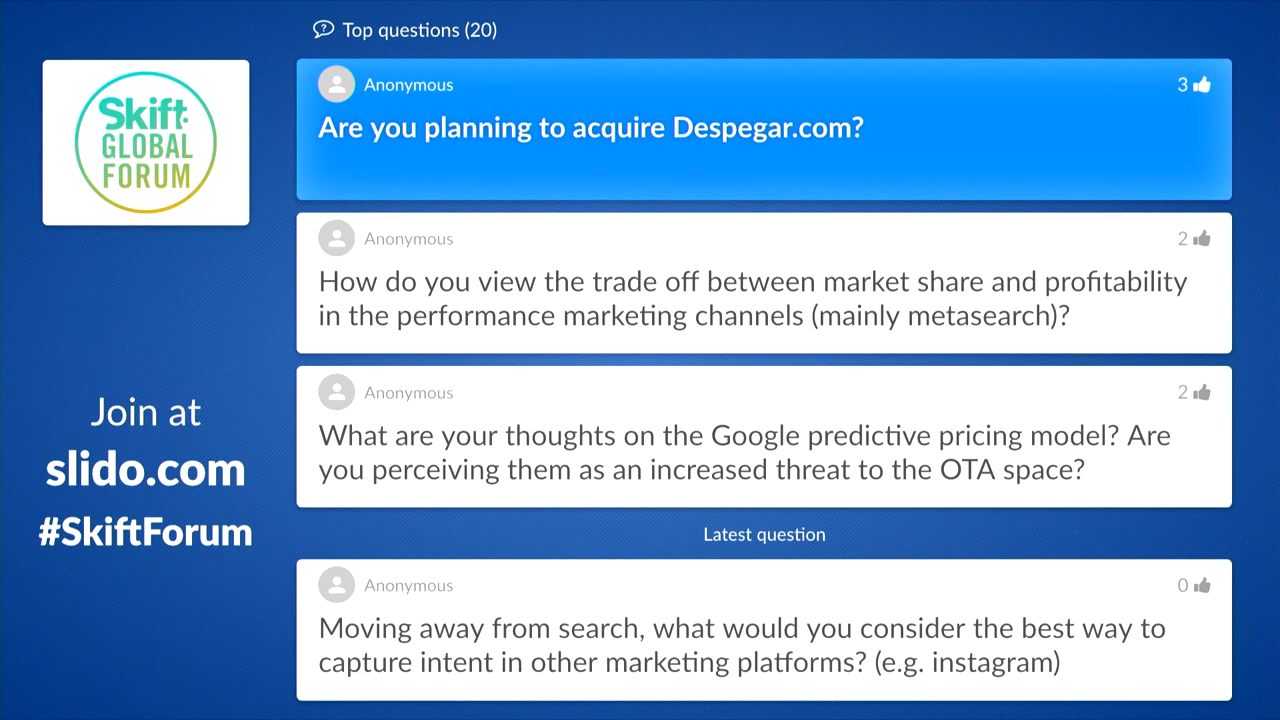 Top questions (20)
Skift.
GLOBAL
FORUM
Anonymous
3
Are you planning to acquire Despegar.com?
Anonymous
2
How do you view the trade off between market share and profitability
in the performance marketing channels (mainly metasearch)?
Anonymous
2
What are your thoughts on the Google predictive pricing model? Are
you perceiving them as an increased threat to the OTA space?
Join at
slido.com
#SkiftForum
Latest question
Anonymous
0
Moving away from search, what would you consider the best way to
capture intent in other marketing platforms? (e.g. instagram)